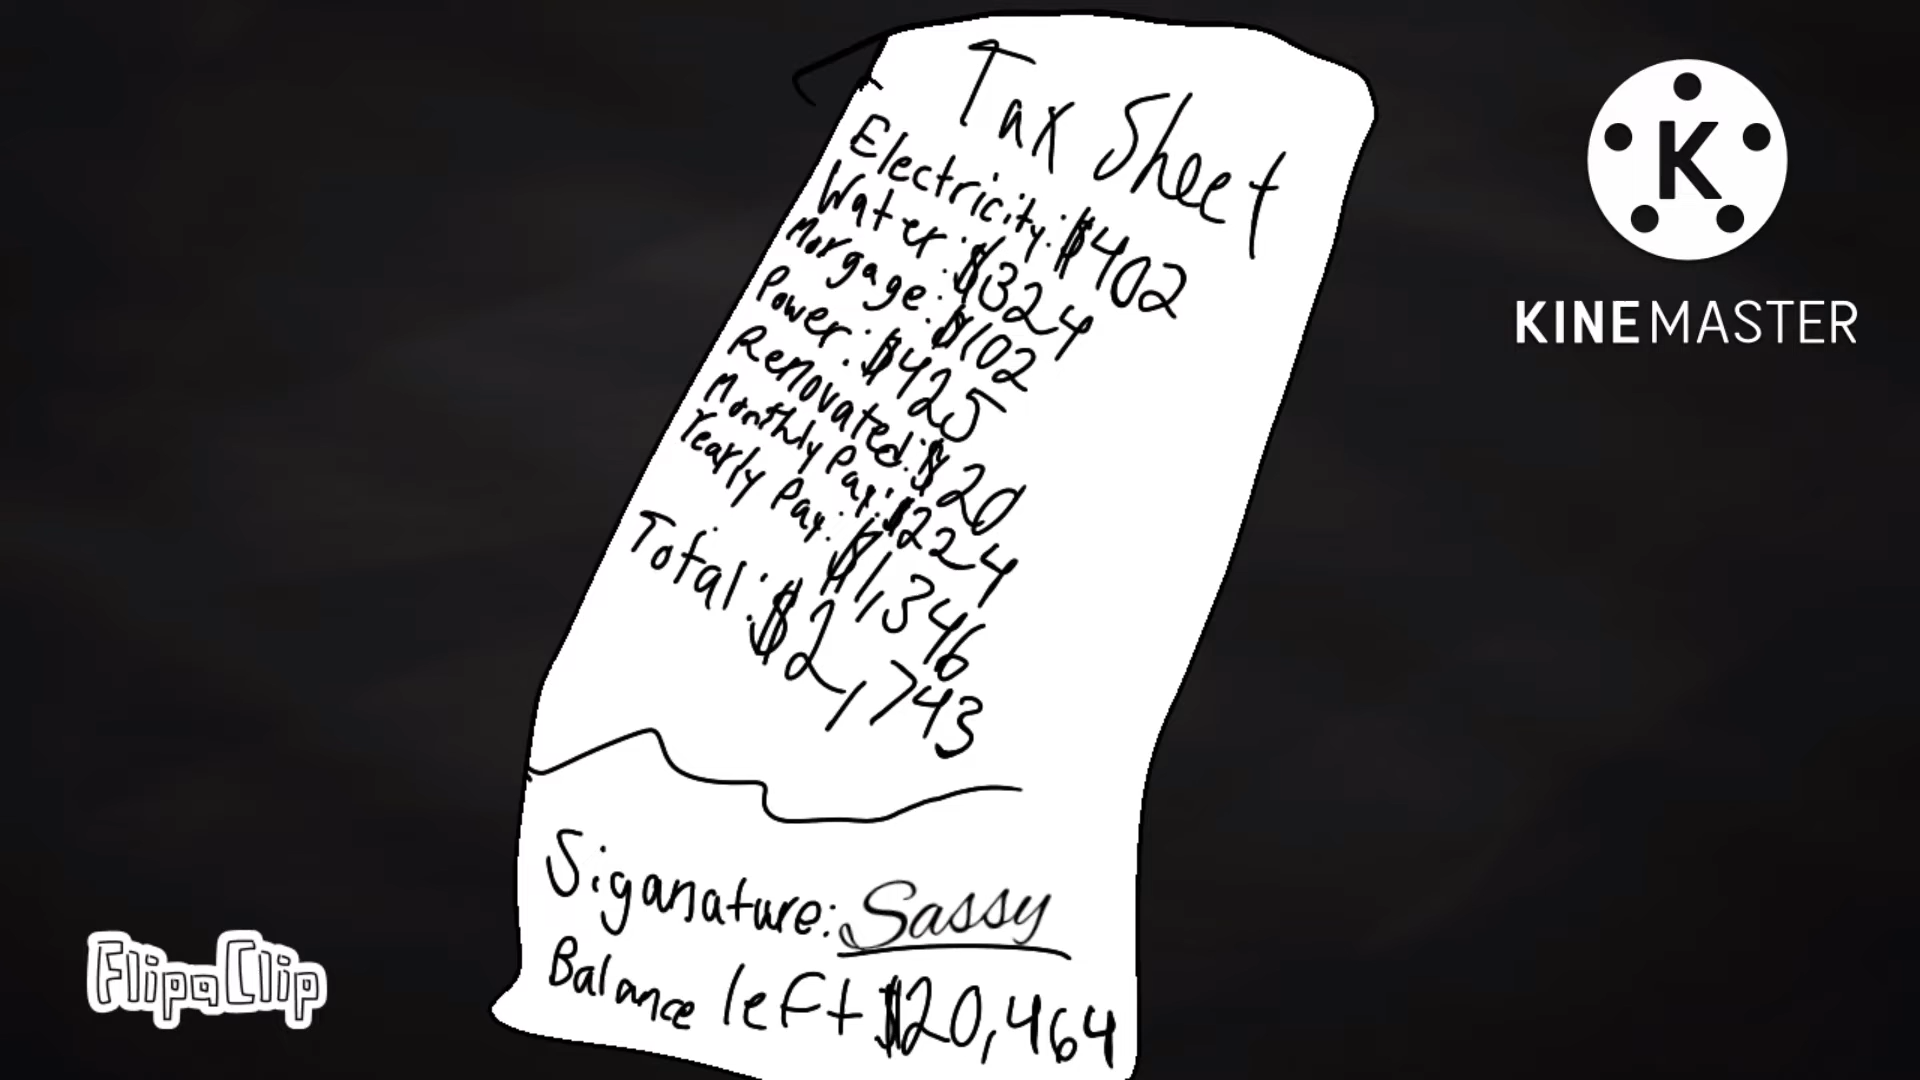 Tax Sheet
Electricity: $402
Water: $324
Morgage: $102
Power: $425
Renovated: $20
Monthly Pay: $224
Yearly Pay: $1,346
Total: $2,743
Siganature: Sassy
Balance left $20,464
K
KINEMASTER
FlipaClip